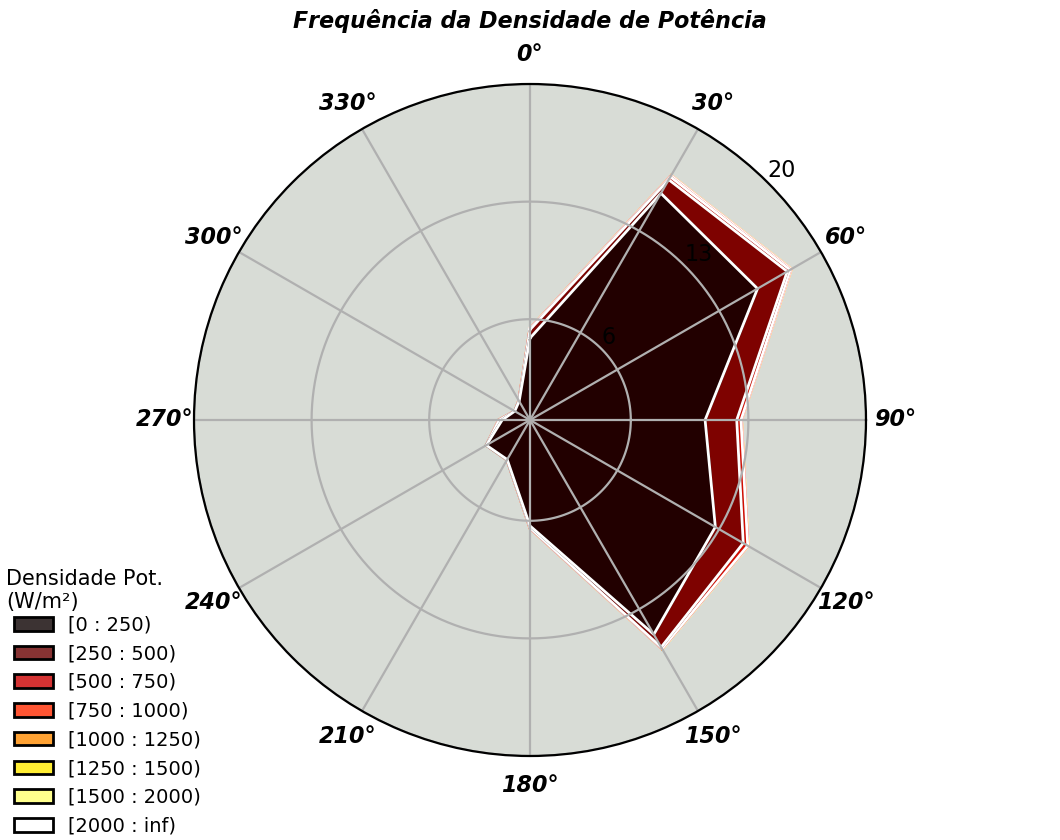 Frequência da Densidade de Potência
0°
330°
30°
20
300°
60°
13
6
270°
90°
240°
120°
210°
150°
180°
Densidade Pot.
(W/m²)
[0 : 250)
[250 : 500)
[500 : 750)
[750 : 1000)
[1000 : 1250)
[1250 : 1500)
[1500 : 2000)
[2000 : inf)